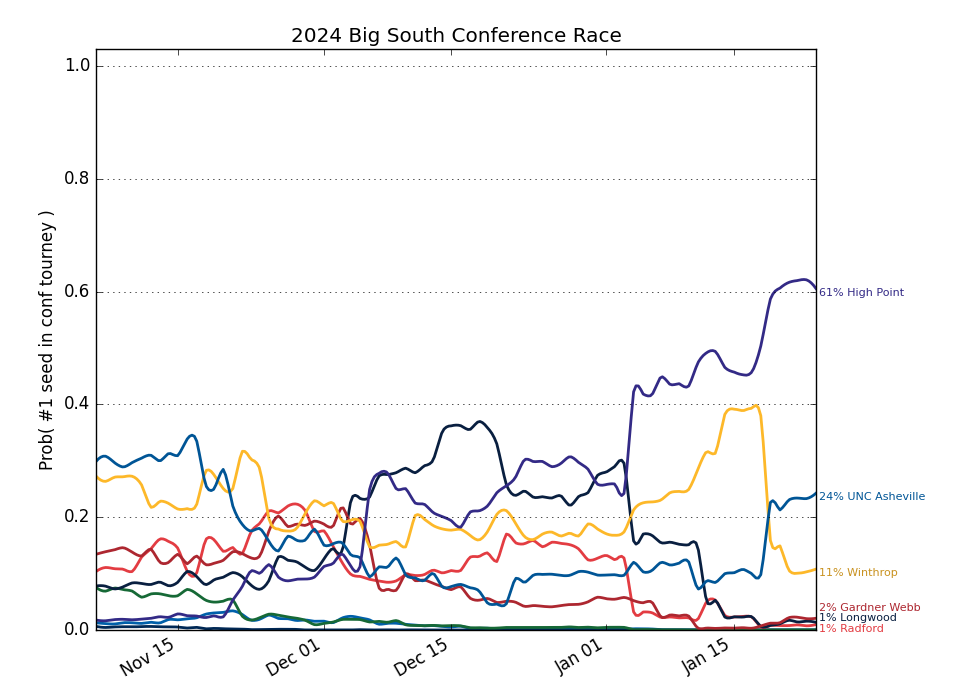 2024 Big South Conference Race
Prob( #1 seed in conf tourney )
1.0
0.8
0.6
0.4
0.2
0.0
Nov 15
Dec 01
Dec 15
Jan 01
Jan 15
61% High Point
24% UNC Asheville
11% Winthrop
2% Gardner Webb
1% Longwood
1% Radford